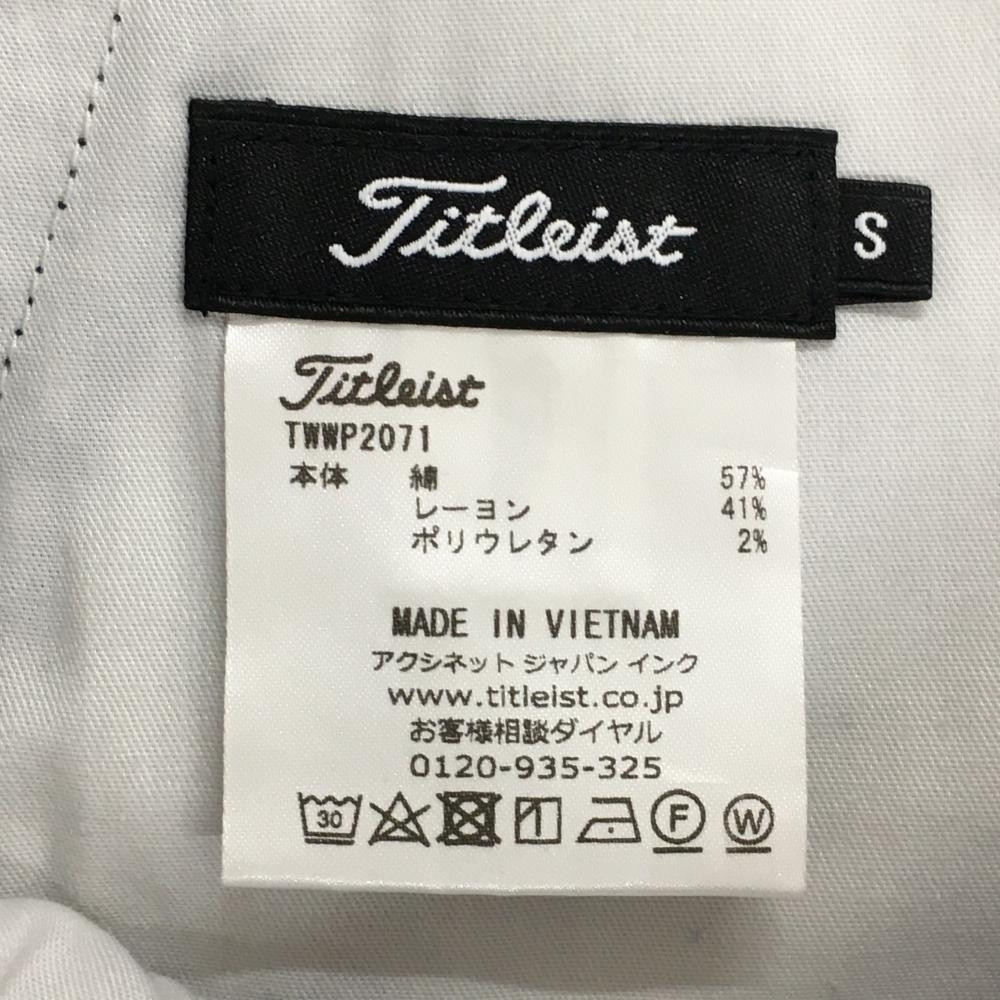 Titleist
S
Titleist
TWWP2071
本体 綿 57%
レーヨン 41%
ポリウレタン 2%
MADE IN VIETNAM
アクシネット ジャパン インク
www.titleist.co.jp
お客様相談ダイヤル
0120-935-325
30 F W